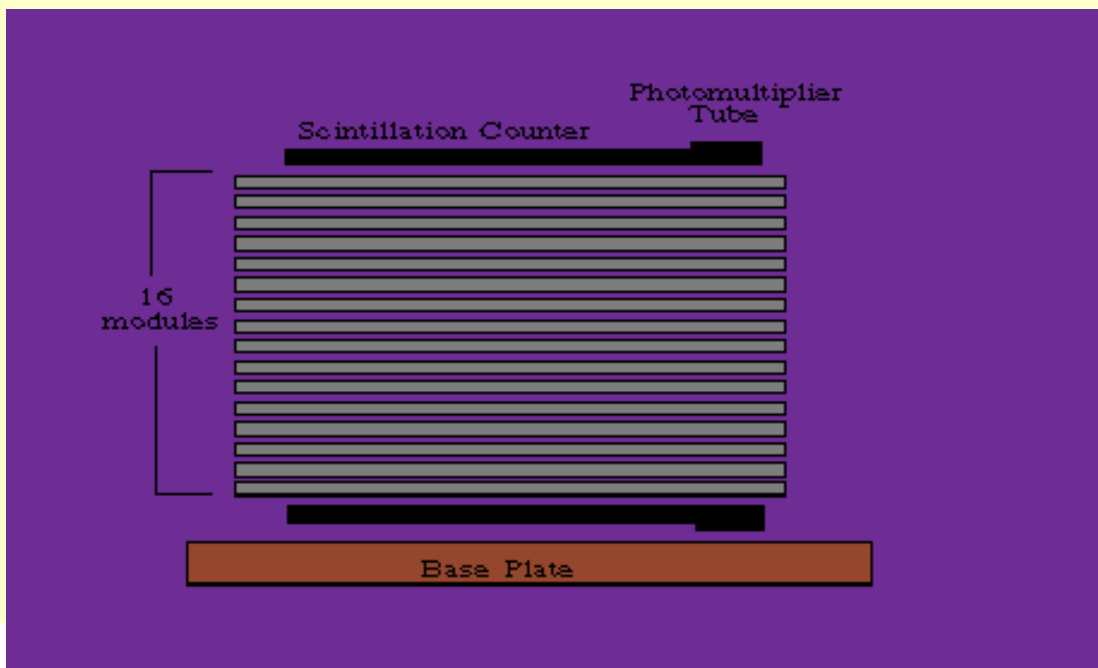 Photomultiplier
Tube
Scintillation Counter
16
modules
Base Plate